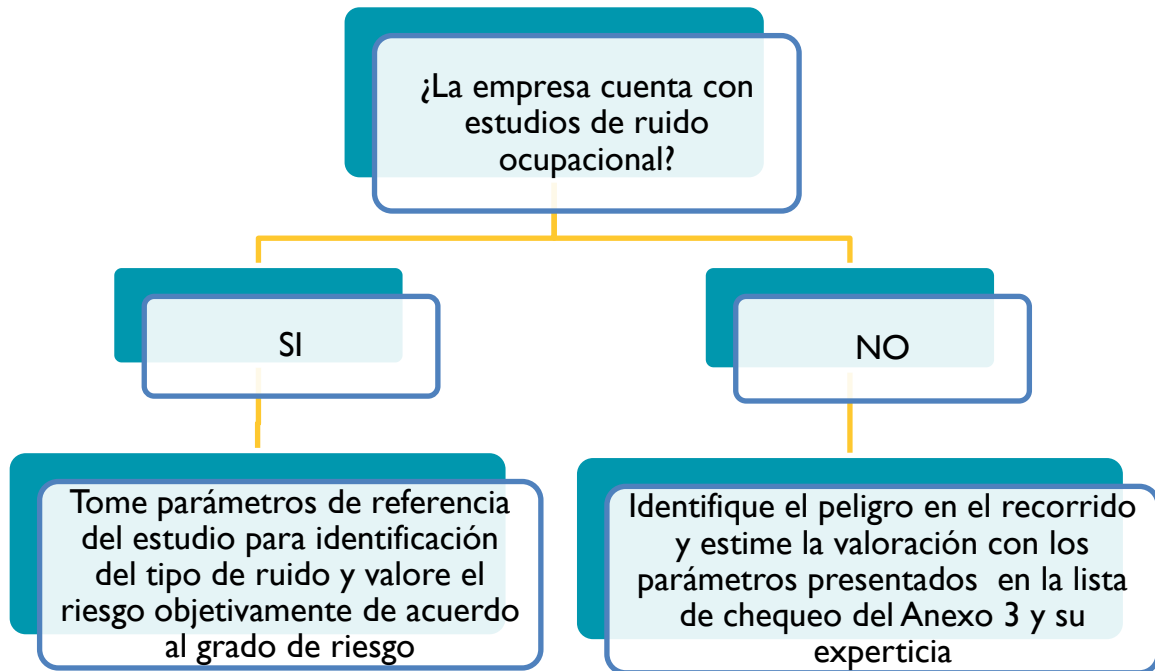 ¿La empresa cuenta con
estudios de ruido
ocupacional?
SI
NO
Tome parámetros de referencia
del estudio para identificación
del tipo de ruido y valore el
riesgo objetivamente de acuerdo
al grado de riesgo
Identifique el peligro en el recorrido
y estime la valoración con los
parámetros presentados en la lista
de chequeo del Anexo 3 y su
experticia